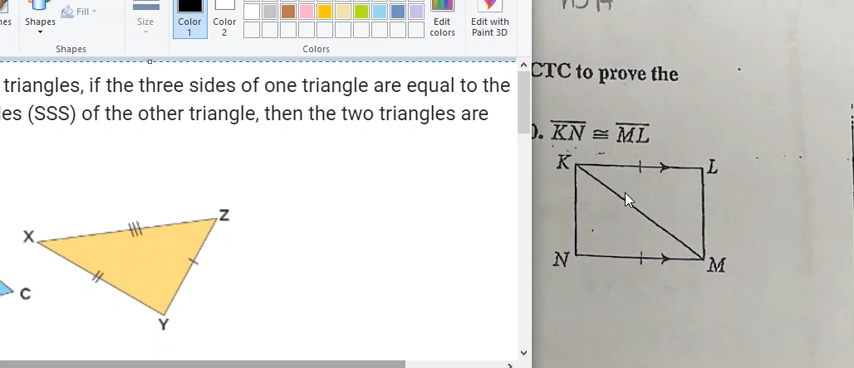 Shapes
Fill
Size
Color 1
Color 2
Edit colors
Edit with Paint 3D
Shapes
Colors
triangles, if the three sides of one triangle are equal to the
les (SSS) of the other triangle, then the two triangles are
X
Z
C
Y
CTC to prove the
KN ≅ ML
K
L
N
M